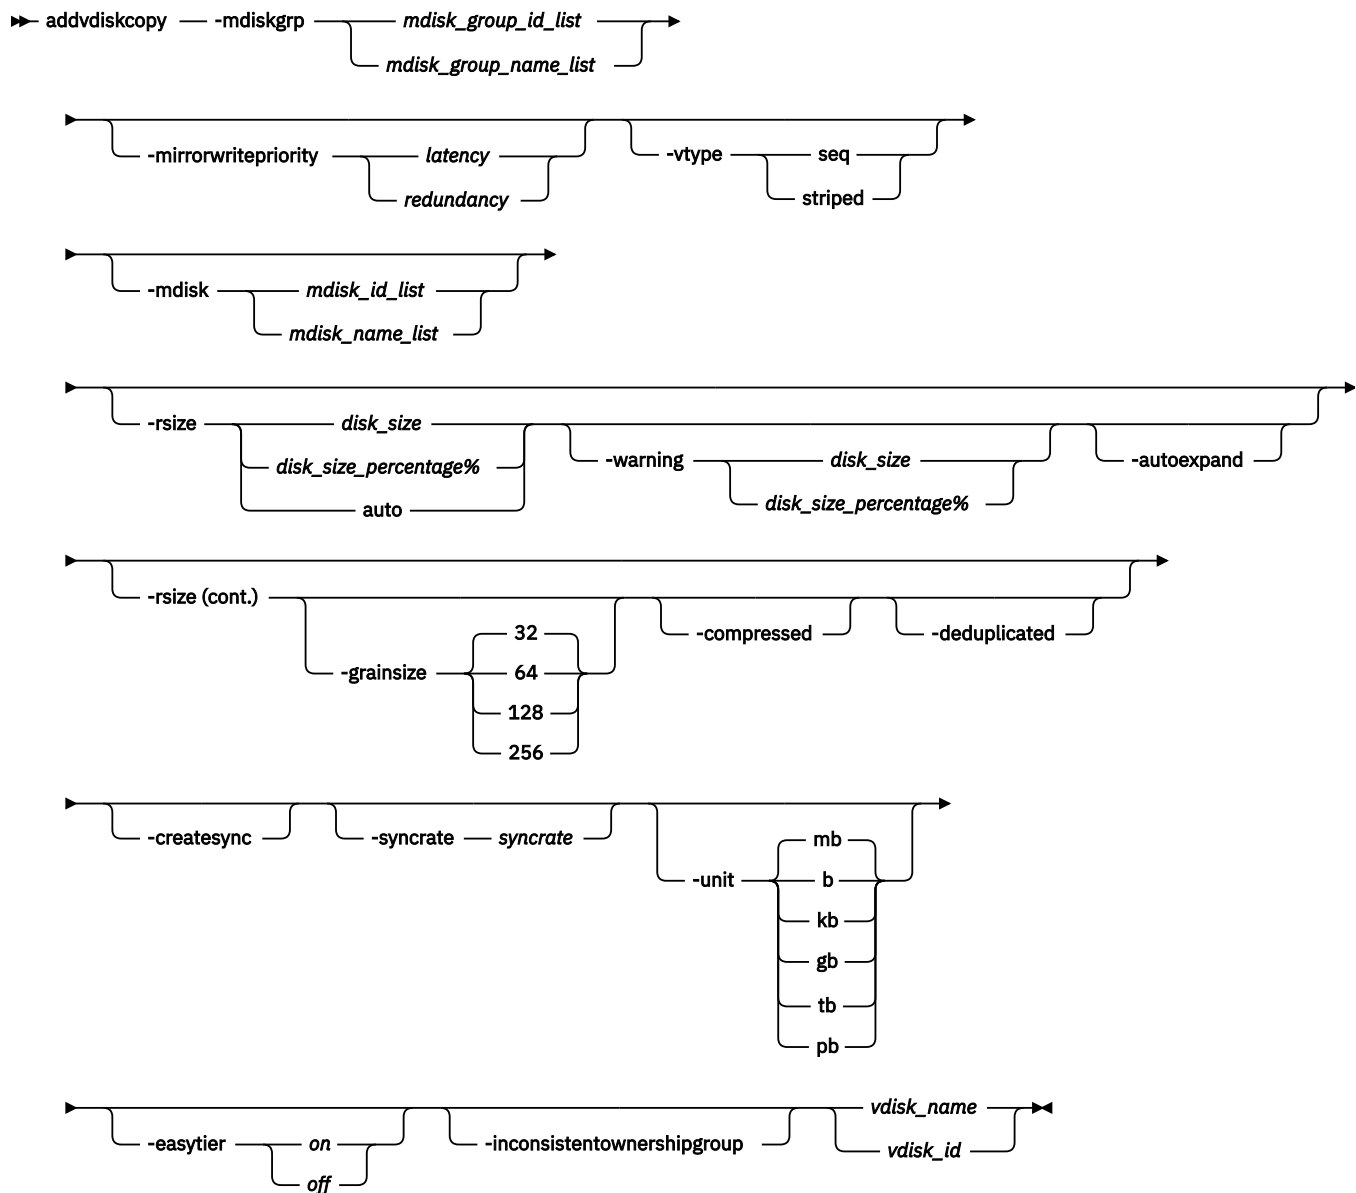 addvdiskcopy -mdiskgrp mdisk_group_id_list
mdisk_group_name_list
-mirrorwritepriority latency -vtype seq
redundancy striped
-mdisk mdisk_id_list
mdisk_name_list
-rsize disk_size
disk_size_percentage% -warning disk_size -autoexpand
auto disk_size_percentage%
-rsize (cont.)
32 -compressed -deduplicated
-grainsize 64
128
256
-createsync -syncrate syncrate mb
-unit b
kb
gb
tb
pb
vdisk_name
-easytier on -inconsistentownershipgroup vdisk_id
off